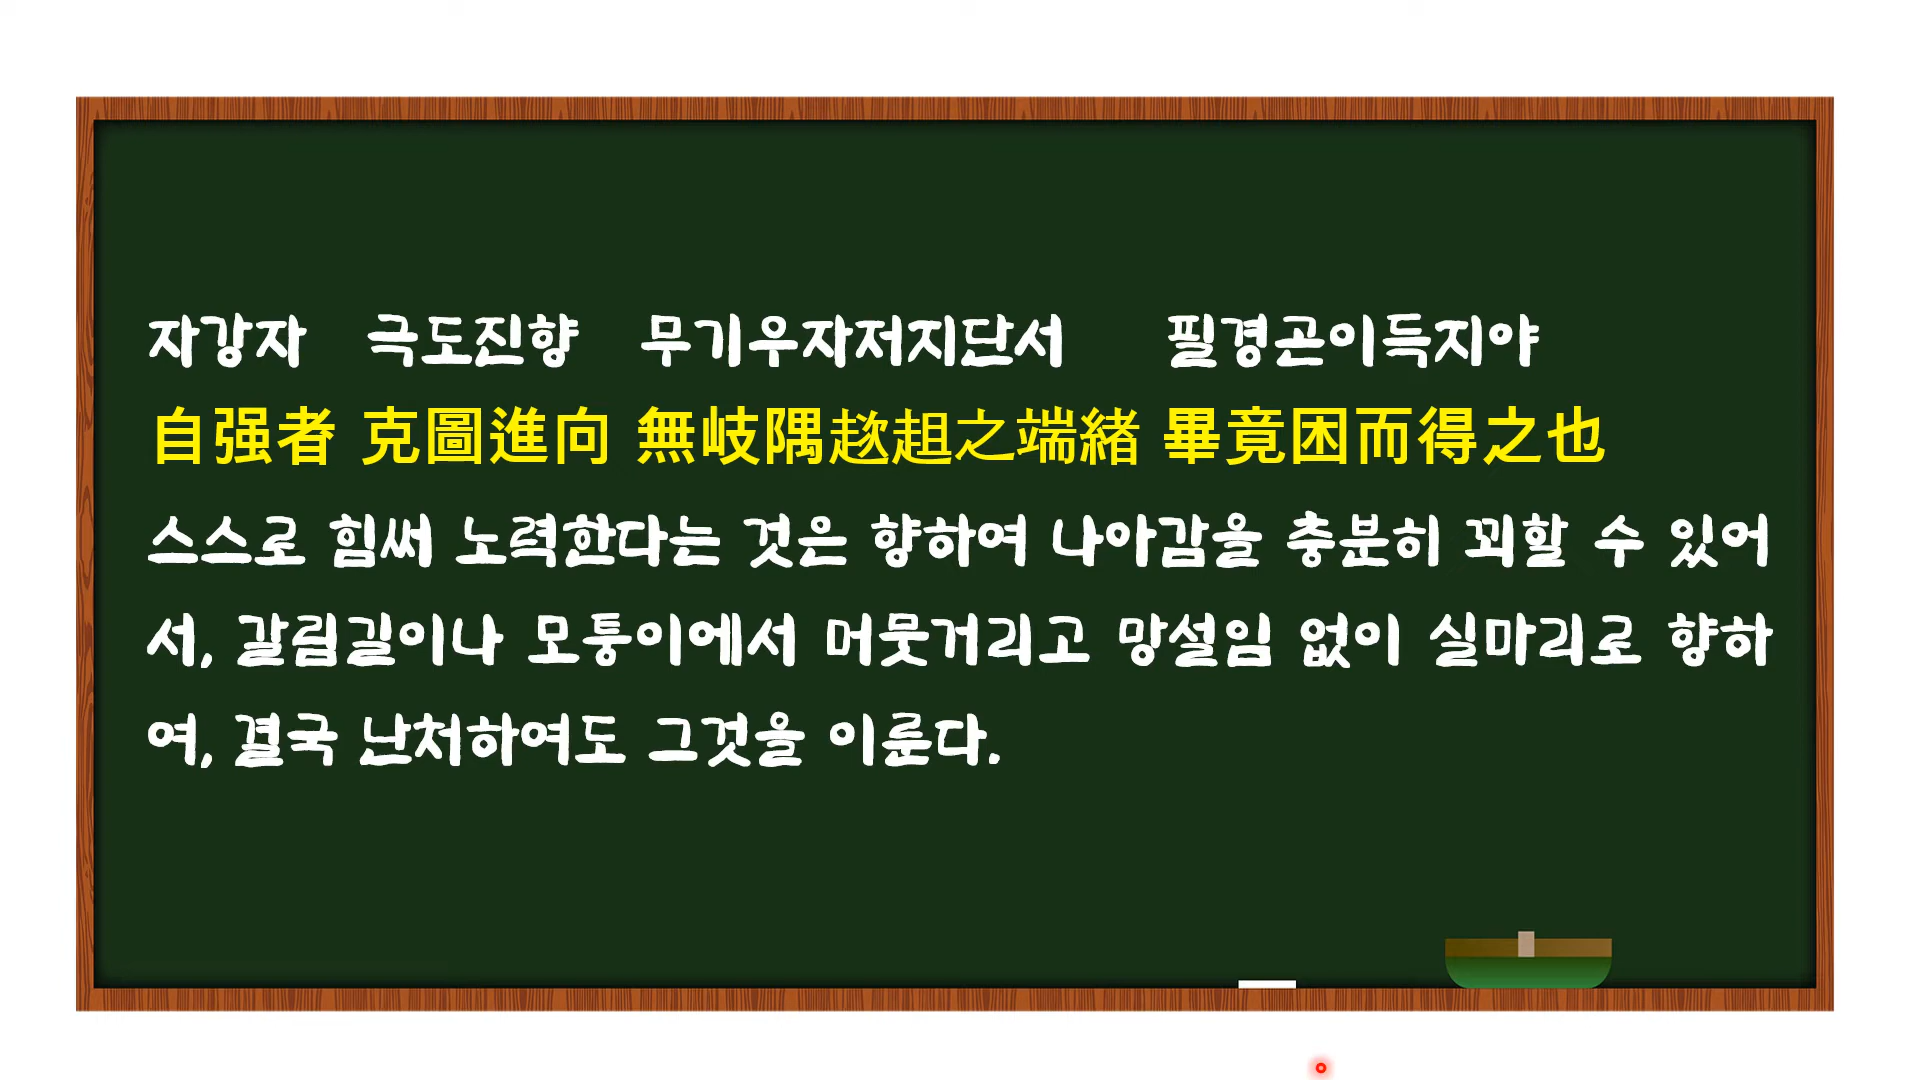 자강자 극도진향 무기우자저지단서 필경곤이득지야
自强者 克圖進向 無岐隅趑趄之端緖 畢竟困而得之也
스스로 힘써 노력한다는 것은 향하여 나아감을 충분히 꾀할 수 있어
서, 갈림길이나 모퉁이에서 머뭇거리고 망설임 없이 실마리로 향하
여, 결국 난처하여도 그것을 이룬다.